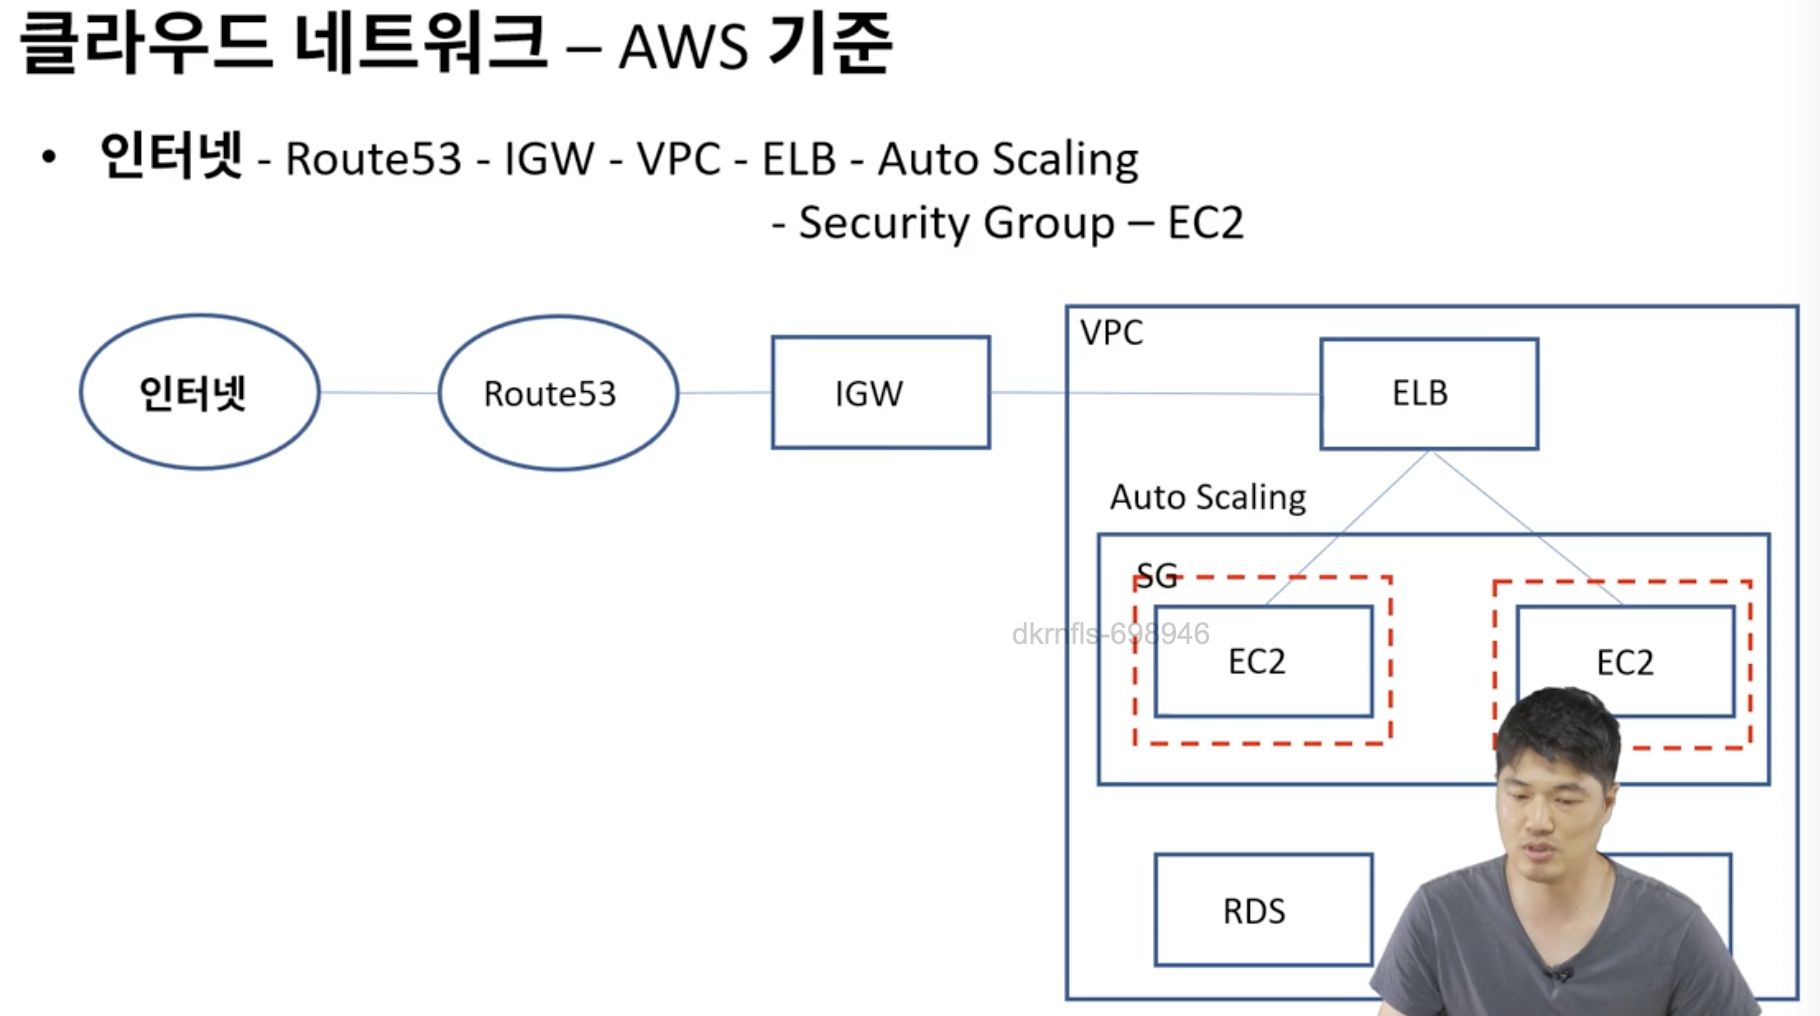 클라우드 네트워크 – AWS 기준
• 인터넷 - Route53 - IGW - VPC - ELB - Auto Scaling
- Security Group – EC2
VPC
인터넷
Route53
IGW
ELB
Auto Scaling
SG
dkrnfls-698946
EC2
EC2
RDS